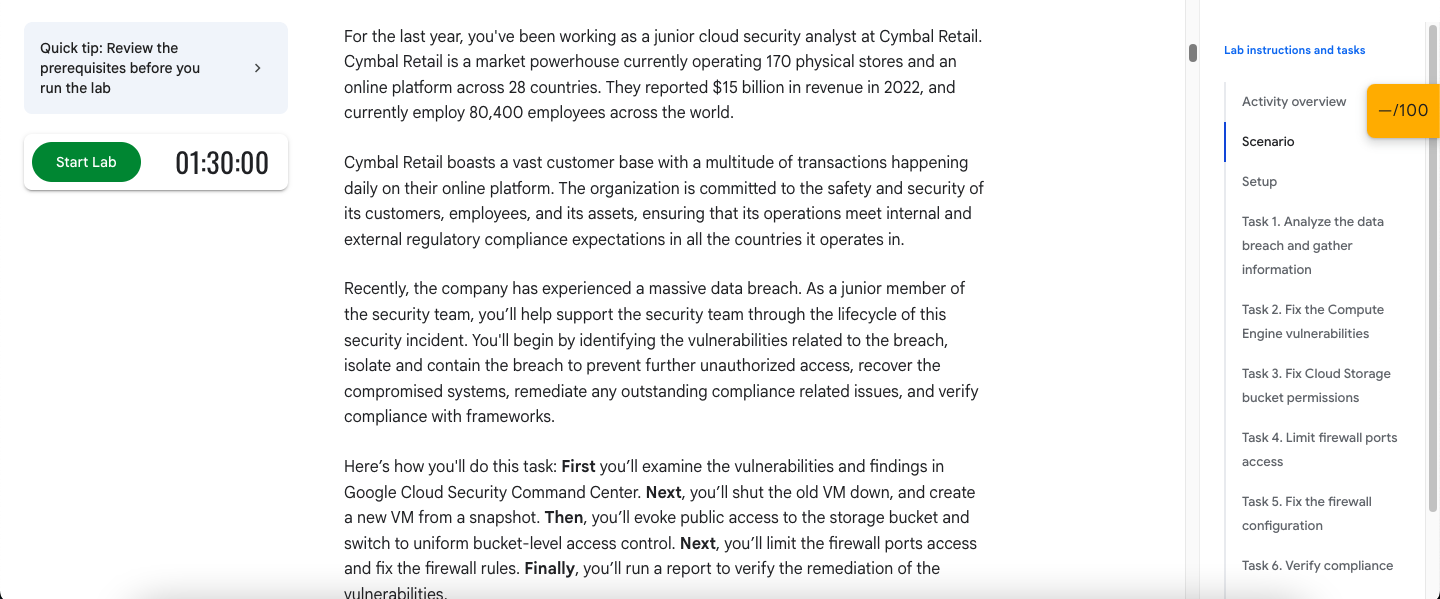 Quick tip: Review the
prerequisites before you
run the lab
Start Lab
01:30:00
For the last year, you've been working as a junior cloud security analyst at Cymbal Retail.
Cymbal Retail is a market powerhouse currently operating 170 physical stores and an
online platform across 28 countries. They reported $15 billion in revenue in 2022, and
currently employ 80,400 employees across the world.
Cymbal Retail boasts a vast customer base with a multitude of transactions happening
daily on their online platform. The organization is committed to the safety and security of
its customers, employees, and its assets, ensuring that its operations meet internal and
external regulatory compliance expectations in all the countries it operates in.
Recently, the company has experienced a massive data breach. As a junior member of
the security team, you’ll help support the security team through the lifecycle of this
security incident. You'll begin by identifying the vulnerabilities related to the breach,
isolate and contain the breach to prevent further unauthorized access, recover the
compromised systems, remediate any outstanding compliance related issues, and verify
compliance with frameworks.
Here’s how you'll do this task: First you’ll examine the vulnerabilities and findings in
Google Cloud Security Command Center. Next, you’ll shut the old VM down, and create
a new VM from a snapshot. Then, you’ll evoke public access to the storage bucket and
switch to uniform bucket-level access control. Next, you’ll limit the firewall ports access
and fix the firewall rules. Finally, you’ll run a report to verify the remediation of the
vulnerabilities.
Lab instructions and tasks
Activity overview
—/100
Scenario
Setup
Task 1. Analyze the data
breach and gather
information
Task 2. Fix the Compute
Engine vulnerabilities
Task 3. Fix Cloud Storage
bucket permissions
Task 4. Limit firewall ports
access
Task 5. Fix the firewall
configuration
Task 6. Verify compliance